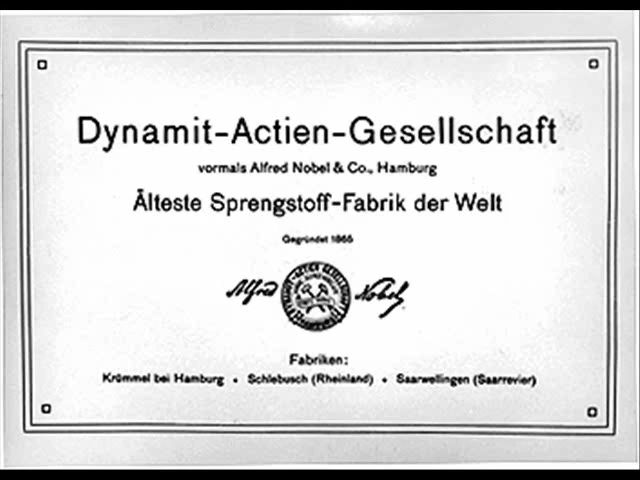 Dynamit-Actien-Gesellschaft
vormals Alfred Nobel & Co., Hamburg
Älteste Sprengstoff-Fabrik der Welt
Gegründet 1865
Alfred Nobel
Fabriken:
Krümmel bei Hamburg • Schlebusch (Rheinland) • Saarwellingen (Saarrevier)